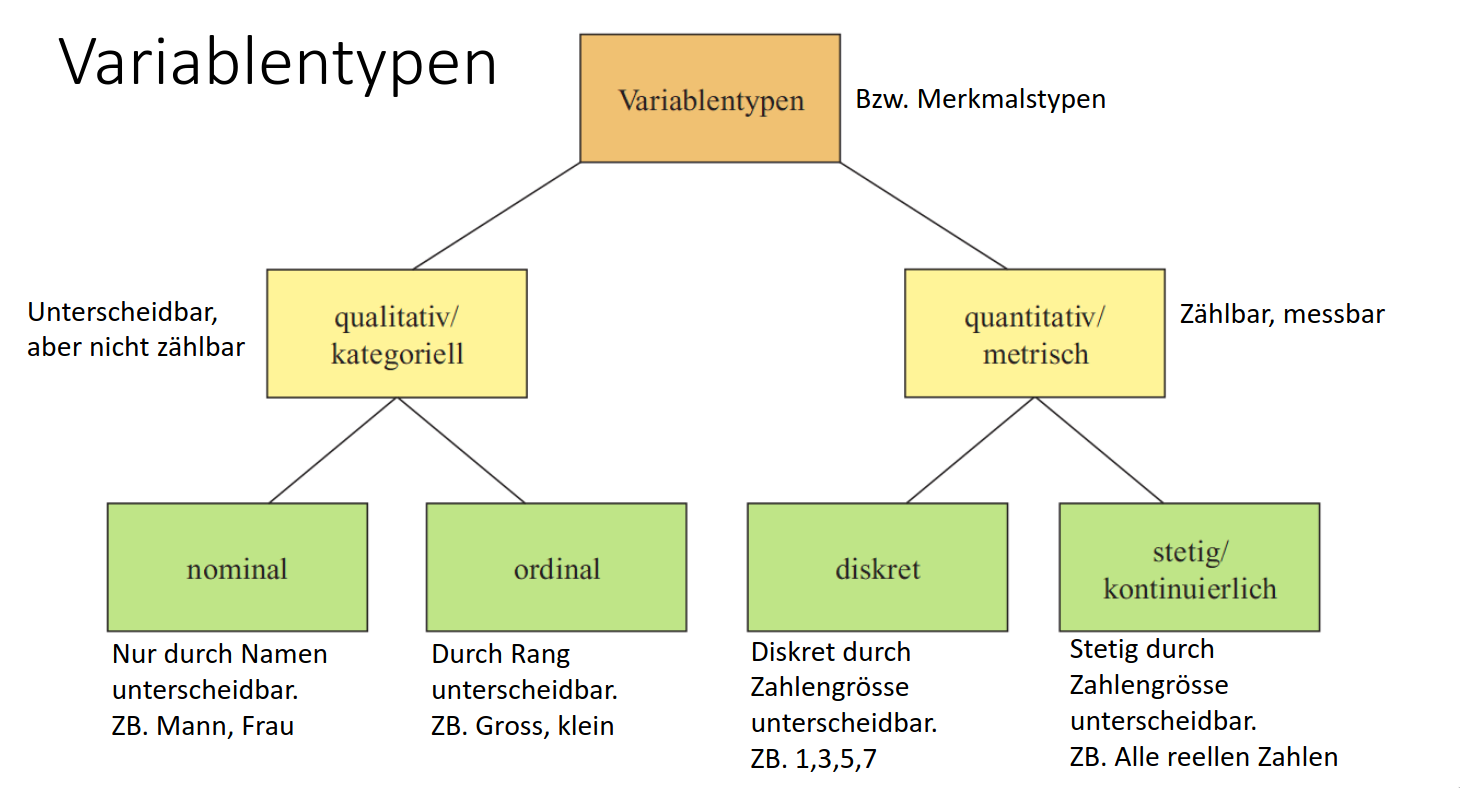 Variablentypen
Variablentypen
Bzw. Merkmalstypen
Unterscheidbar,
aber nicht zählbar
qualitativ/
kategoriell
quantitativ/
metrisch
Zählbar, messbar
nominal
ordinal
diskret
stetig/
kontinuierlich
Nur durch Namen
unterscheidbar.
ZB. Mann, Frau
Durch Rang
unterscheidbar.
ZB. Gross, klein
Diskret durch
Zahlengrösse
unterscheidbar.
ZB. 1,3,5,7
Stetig durch
Zahlengrösse
unterscheidbar.
ZB. Alle reellen Zahlen